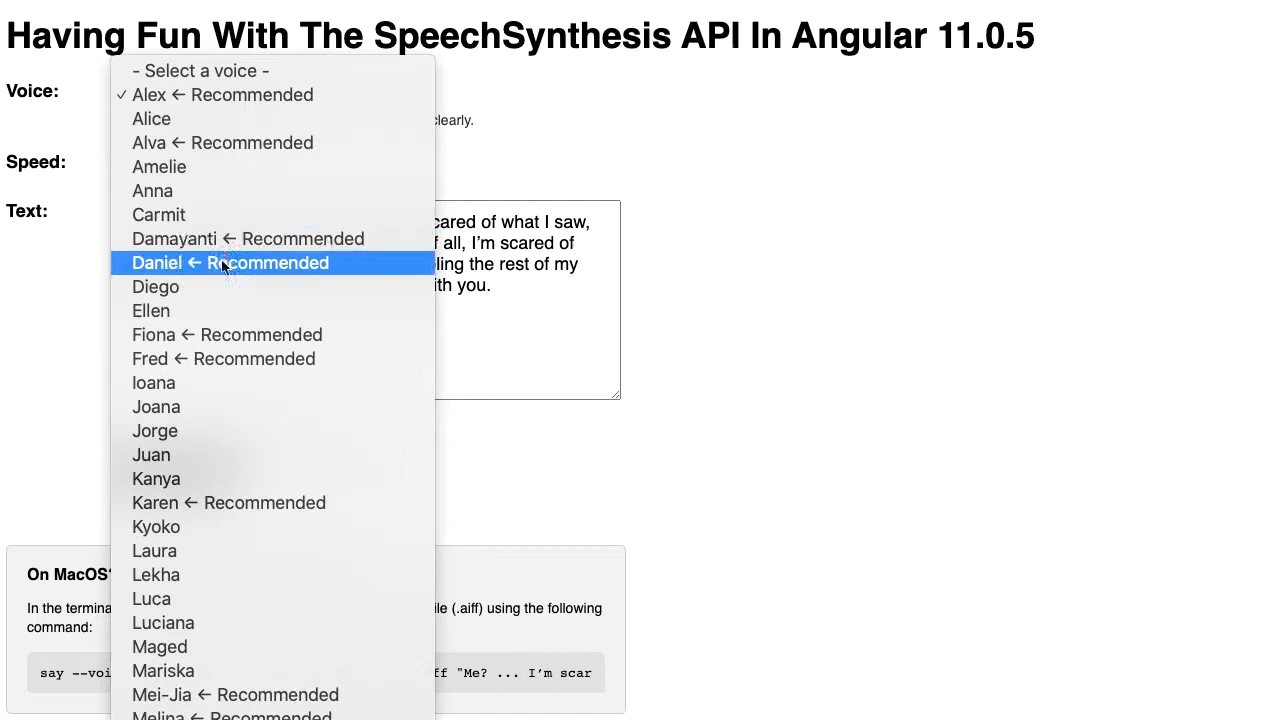 Having Fun With The SpeechSynthesis API In Angular 11.0.5
Voice:
- Select a voice -
✓ Alex ← Recommended
Alice
clearly.
Alva ← Recommended
Speed:
Amelie
Anna
Text:
Carmit
cared of what I saw,
Damayanti ← Recommended
f all, I'm scared of
Daniel ← Recommended
ling the rest of my
Diego
ith you.
Ellen
Fiona ← Recommended
Fred ← Recommended
Ioana
Joana
Jorge
Juan
Kanya
Karen ← Recommended
Kyoko
Laura
Lekha
Luca
Luciana
Maged
Mariska
Mei-Jia ← Recommended
Melina ← Recommended
On MacOS?
In the termina
ile (.aiff) using the following
command:
say --voi
ff "Me? ... I’m scar